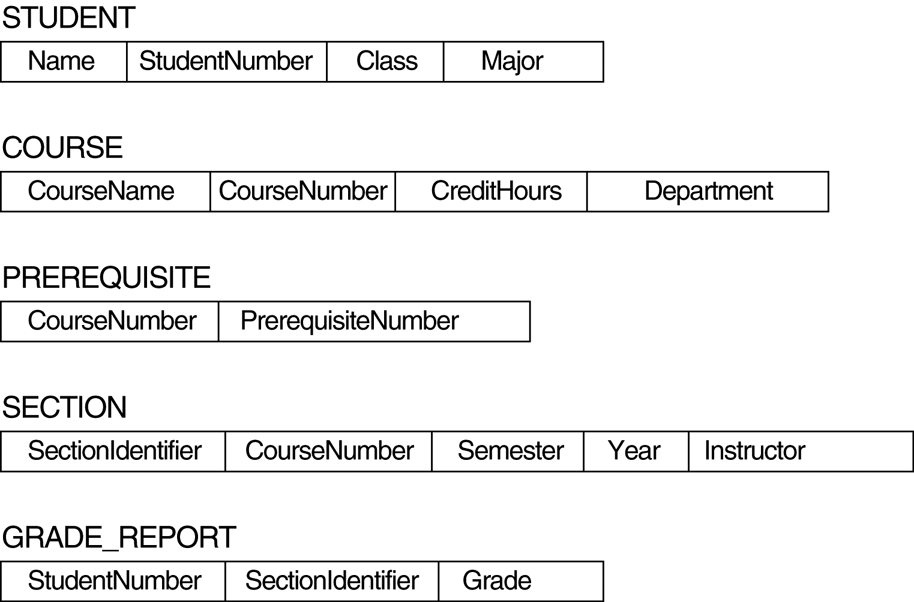 STUDENT
Name StudentNumber Class Major
COURSE
CourseName CourseNumber CreditHours Department
PREREQUISITE
CourseNumber PrerequisiteNumber
SECTION
SectionIdentifier CourseNumber Semester Year Instructor
GRADE_REPORT
StudentNumber SectionIdentifier Grade